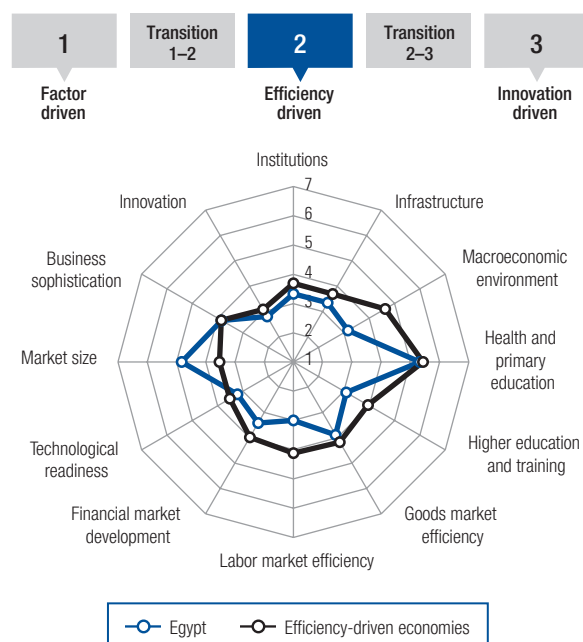 1
Transition
1–2
2
Transition
2–3
3
Factor
driven
Efficiency
driven
Innovation
driven
Institutions
Infrastructure
Macroeconomic
environment
Health and
primary
education
Higher education
and training
Goods market
efficiency
Labor market efficiency
Financial market
development
Technological
readiness
Market size
Business
sophistication
Innovation
7
6
5
4
3
2
1
Egypt
Efficiency-driven economies